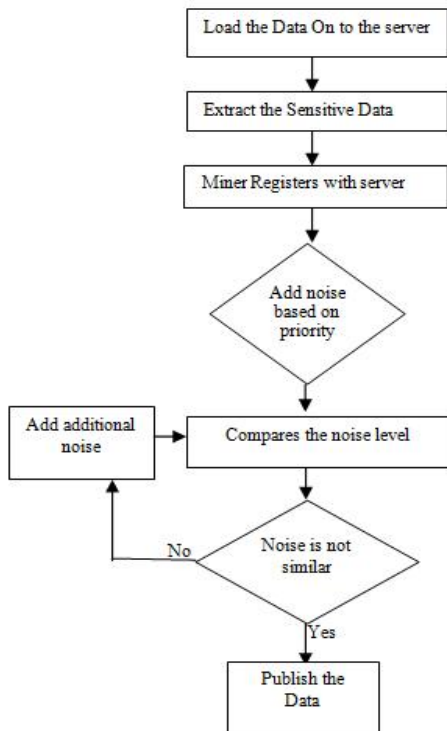 Load the Data On to the server
Extract the Sensitive Data
Miner Registers with server
Add noise
based on
priority
Add additional
noise
Compares the noise level
No
Noise is not
similar
Yes
Publish the
Data